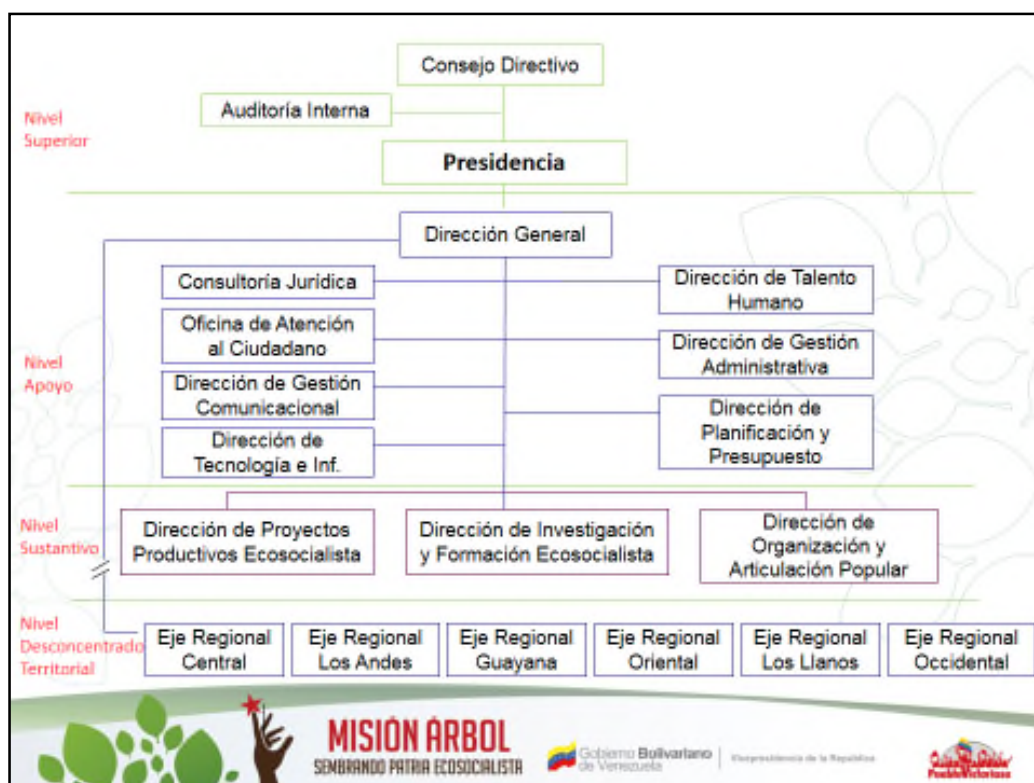 Consejo Directivo
Auditoría Interna
Nivel
Superior
Presidencia
Dirección General
Consultoría Jurídica
Dirección de Talento
Humano
Oficina de Atención
al Ciudadano
Dirección de Gestión
Administrativa
Nivel
Apoyo
Dirección de Gestión
Comunicacional
Dirección de
Planificación y
Presupuesto
Dirección de
Tecnología e Inf.
Nivel
Sustantivo
Dirección de Proyectos
Productivos Ecosocialista
Dirección de Investigación
y Formación Ecosocialista
Dirección de
Organización y
Articulación Popular
Nivel
Desconcentrado
Territorial
Eje Regional
Central
Eje Regional
Los Andes
Eje Regional
Guayana
Eje Regional
Oriental
Eje Regional
Los Llanos
Eje Regional
Occidental
MISIÓN ÁRBOL
SEMBRANDO PATRIA ECOSOCIALISTA
Gobierno Bolivariano
de Venezuela
Vicepresidencia de la República